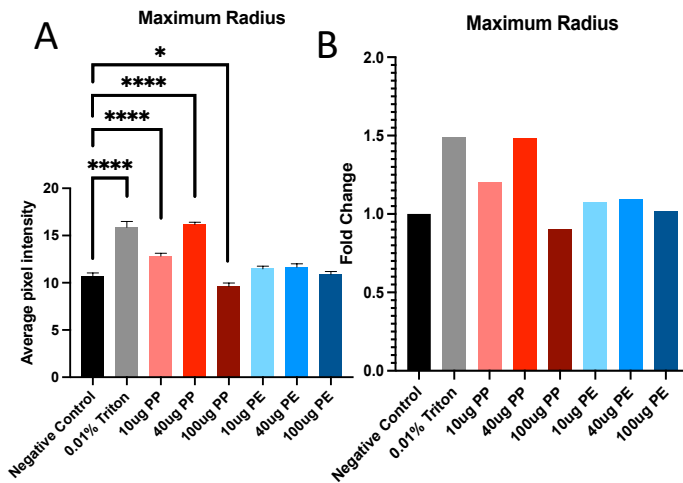 A
Maximum Radius
*
****
****
****
Average pixel intensity
20
15
10
5
0
Negative Control
0.01% Triton
10ug PP
40ug PP
100ug PP
10ug PE
40ug PE
100ug PE
B
Maximum Radius
Fold Change
2.0
1.5
1.0
0.5
0.0
Negative Control
0.01% Triton
10ug PP
40ug PP
100ug PP
10ug PE
40ug PE
100ug PE